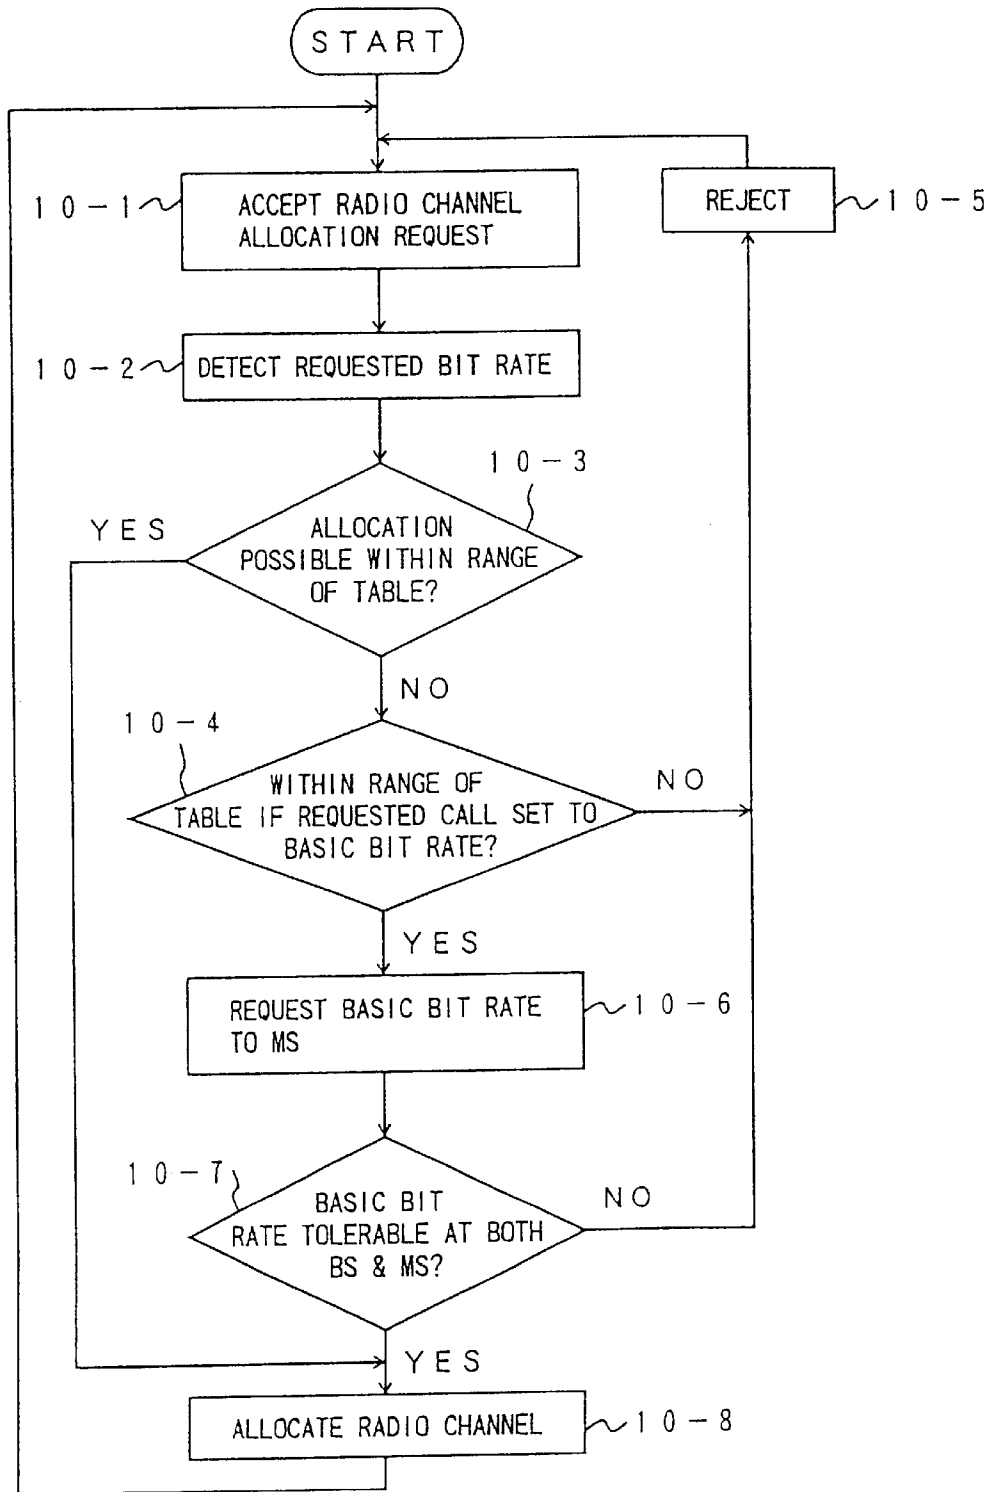 START
10-1
ACCEPT RADIO CHANNEL
ALLOCATION REQUEST
REJECT
10-5
10-2
DETECT REQUESTED BIT RATE
10-3
YES
ALLOCATION
POSSIBLE WITHIN RANGE
OF TABLE?
NO
10-4
WITHIN RANGE OF
TABLE IF REQUESTED CALL SET TO
BASIC BIT RATE?
NO
YES
REQUEST BASIC BIT RATE
TO MS
10-6
10-7
BASIC BIT
RATE TOLERABLE AT BOTH
BS & MS?
NO
YES
ALLOCATE RADIO CHANNEL
10-8